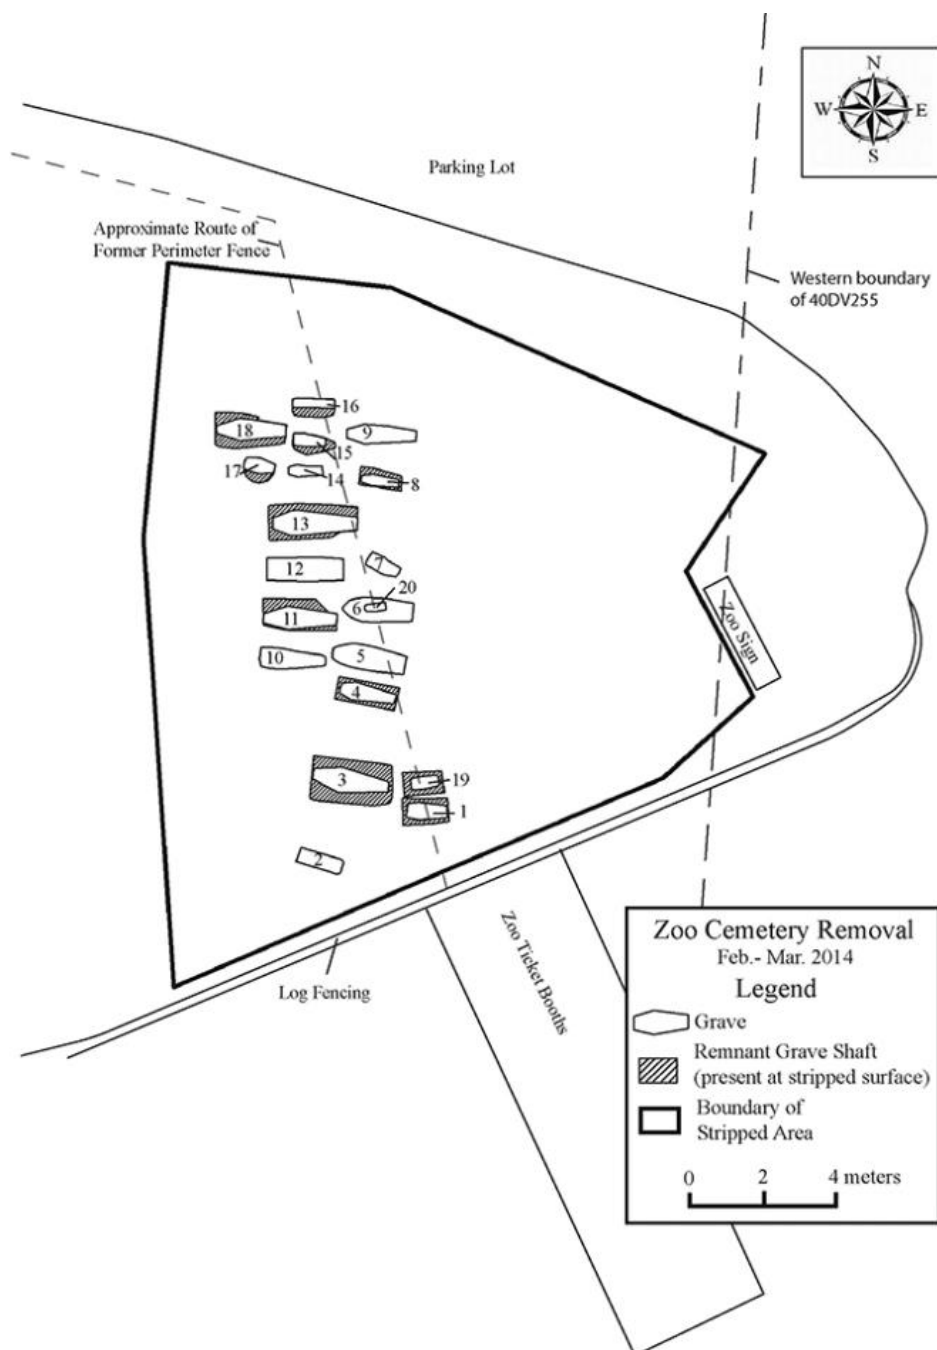 N
W E
S
Parking Lot
Approximate Route of
Former Perimeter Fence
Western boundary
of 40DV255
16
18
9
15
17
14
8
13
12
7
20
6
11
10
5
4
3
19
1
2
Zoo Sign
Log Fencing
Zoo Ticket Booths
Zoo Cemetery Removal
Feb.- Mar. 2014
Legend
Grave
Remnant Grave Shaft
(present at stripped surface)
Boundary of
Stripped Area
0 2 4 meters